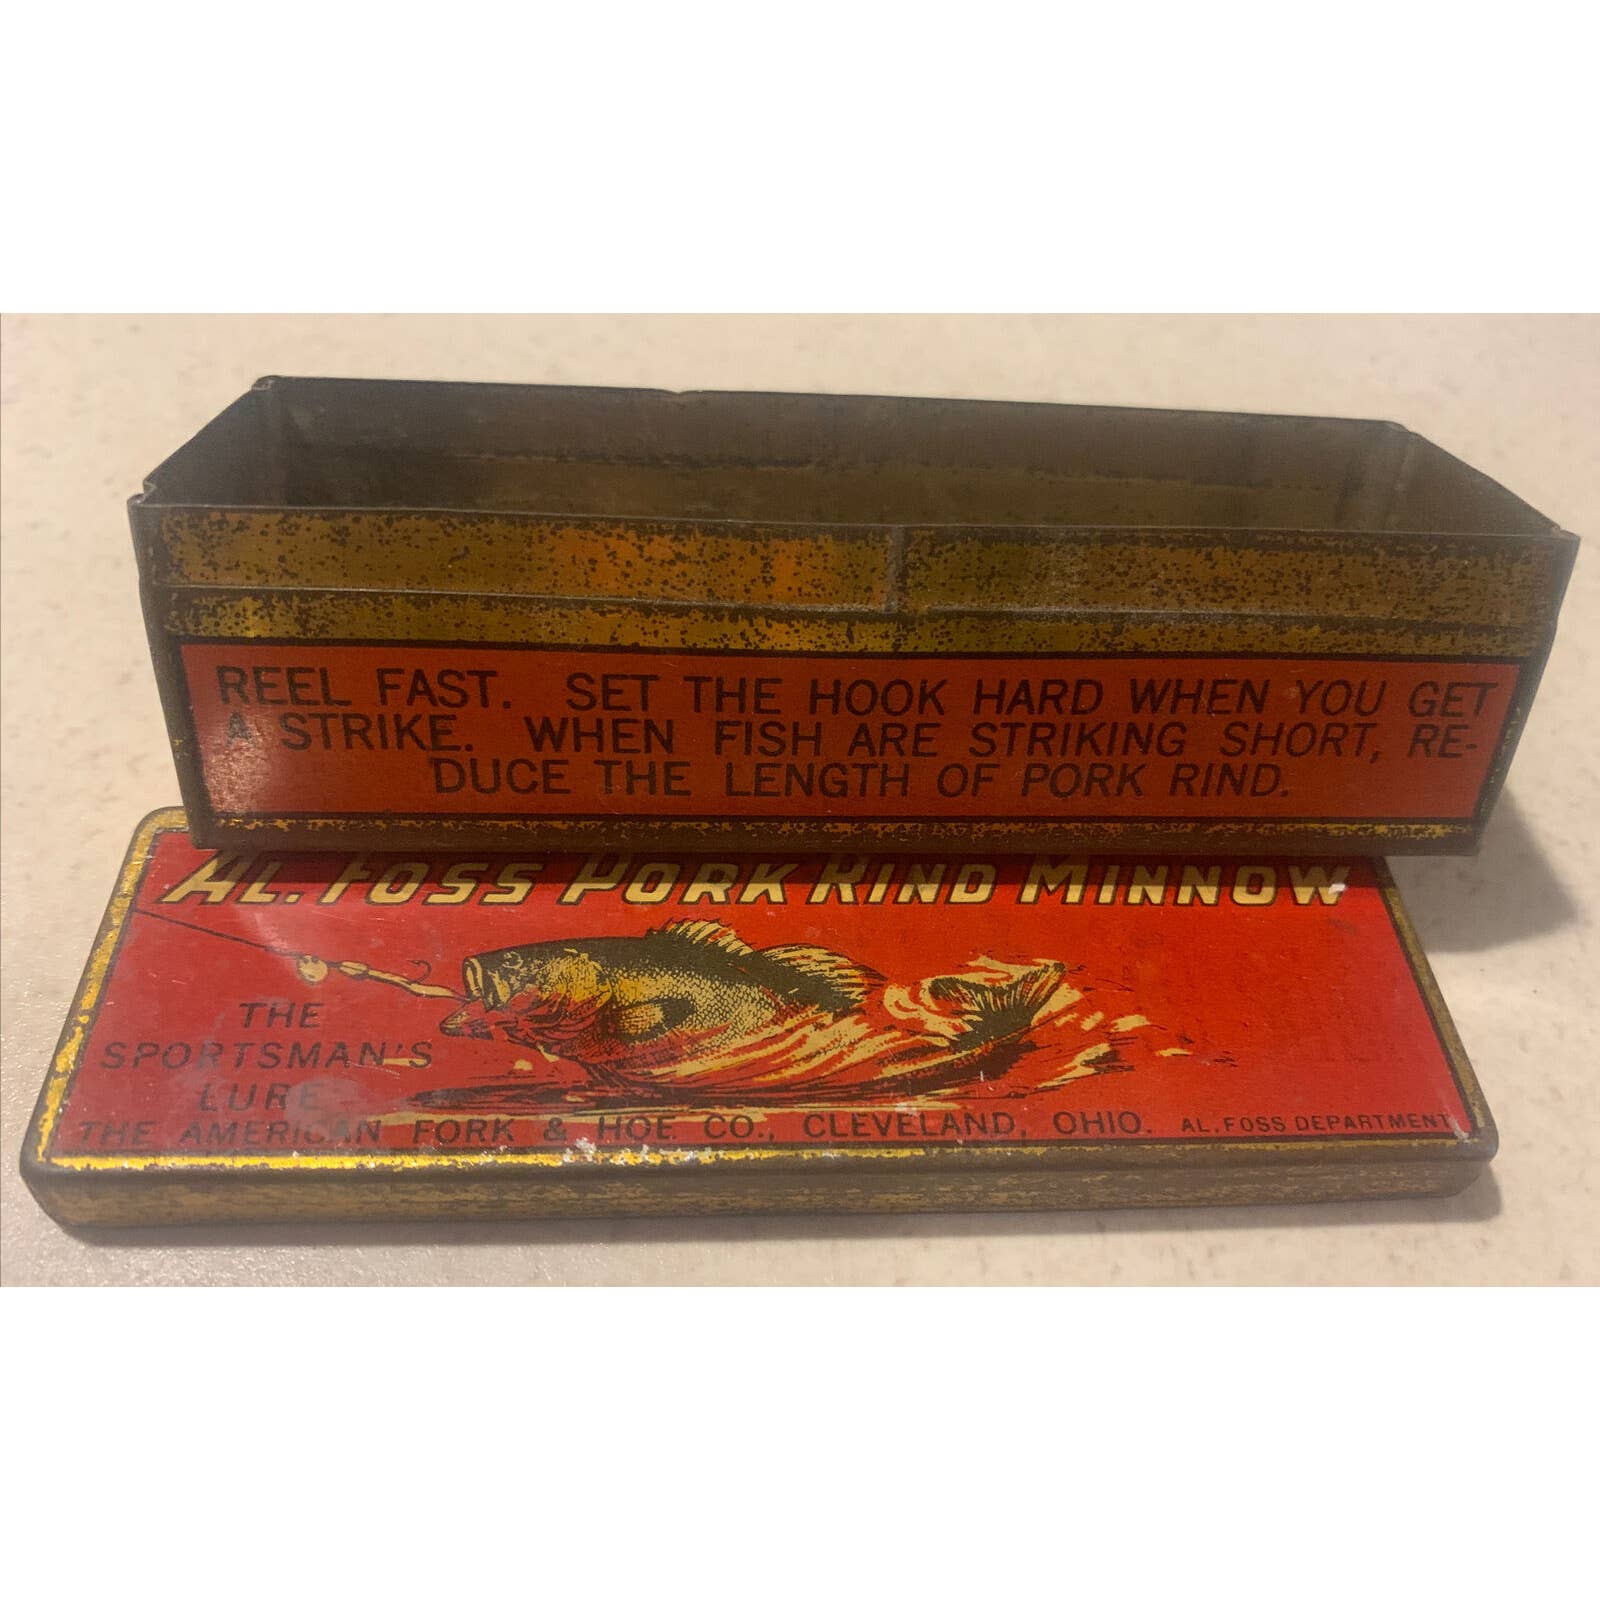 REEL FAST. SET THE HOOK HARD WHEN YOU GET
A STRIKE. WHEN FISH ARE STRIKING SHORT, RE-
DUCE THE LENGTH OF PORK RIND.
AL. FOSS PORK RIND MINNOW
THE
SPORTSMAN'S
LURE
THE AMERICAN FORK & HOE CO., CLEVELAND, OHIO. AL. FOSS DEPARTMENT